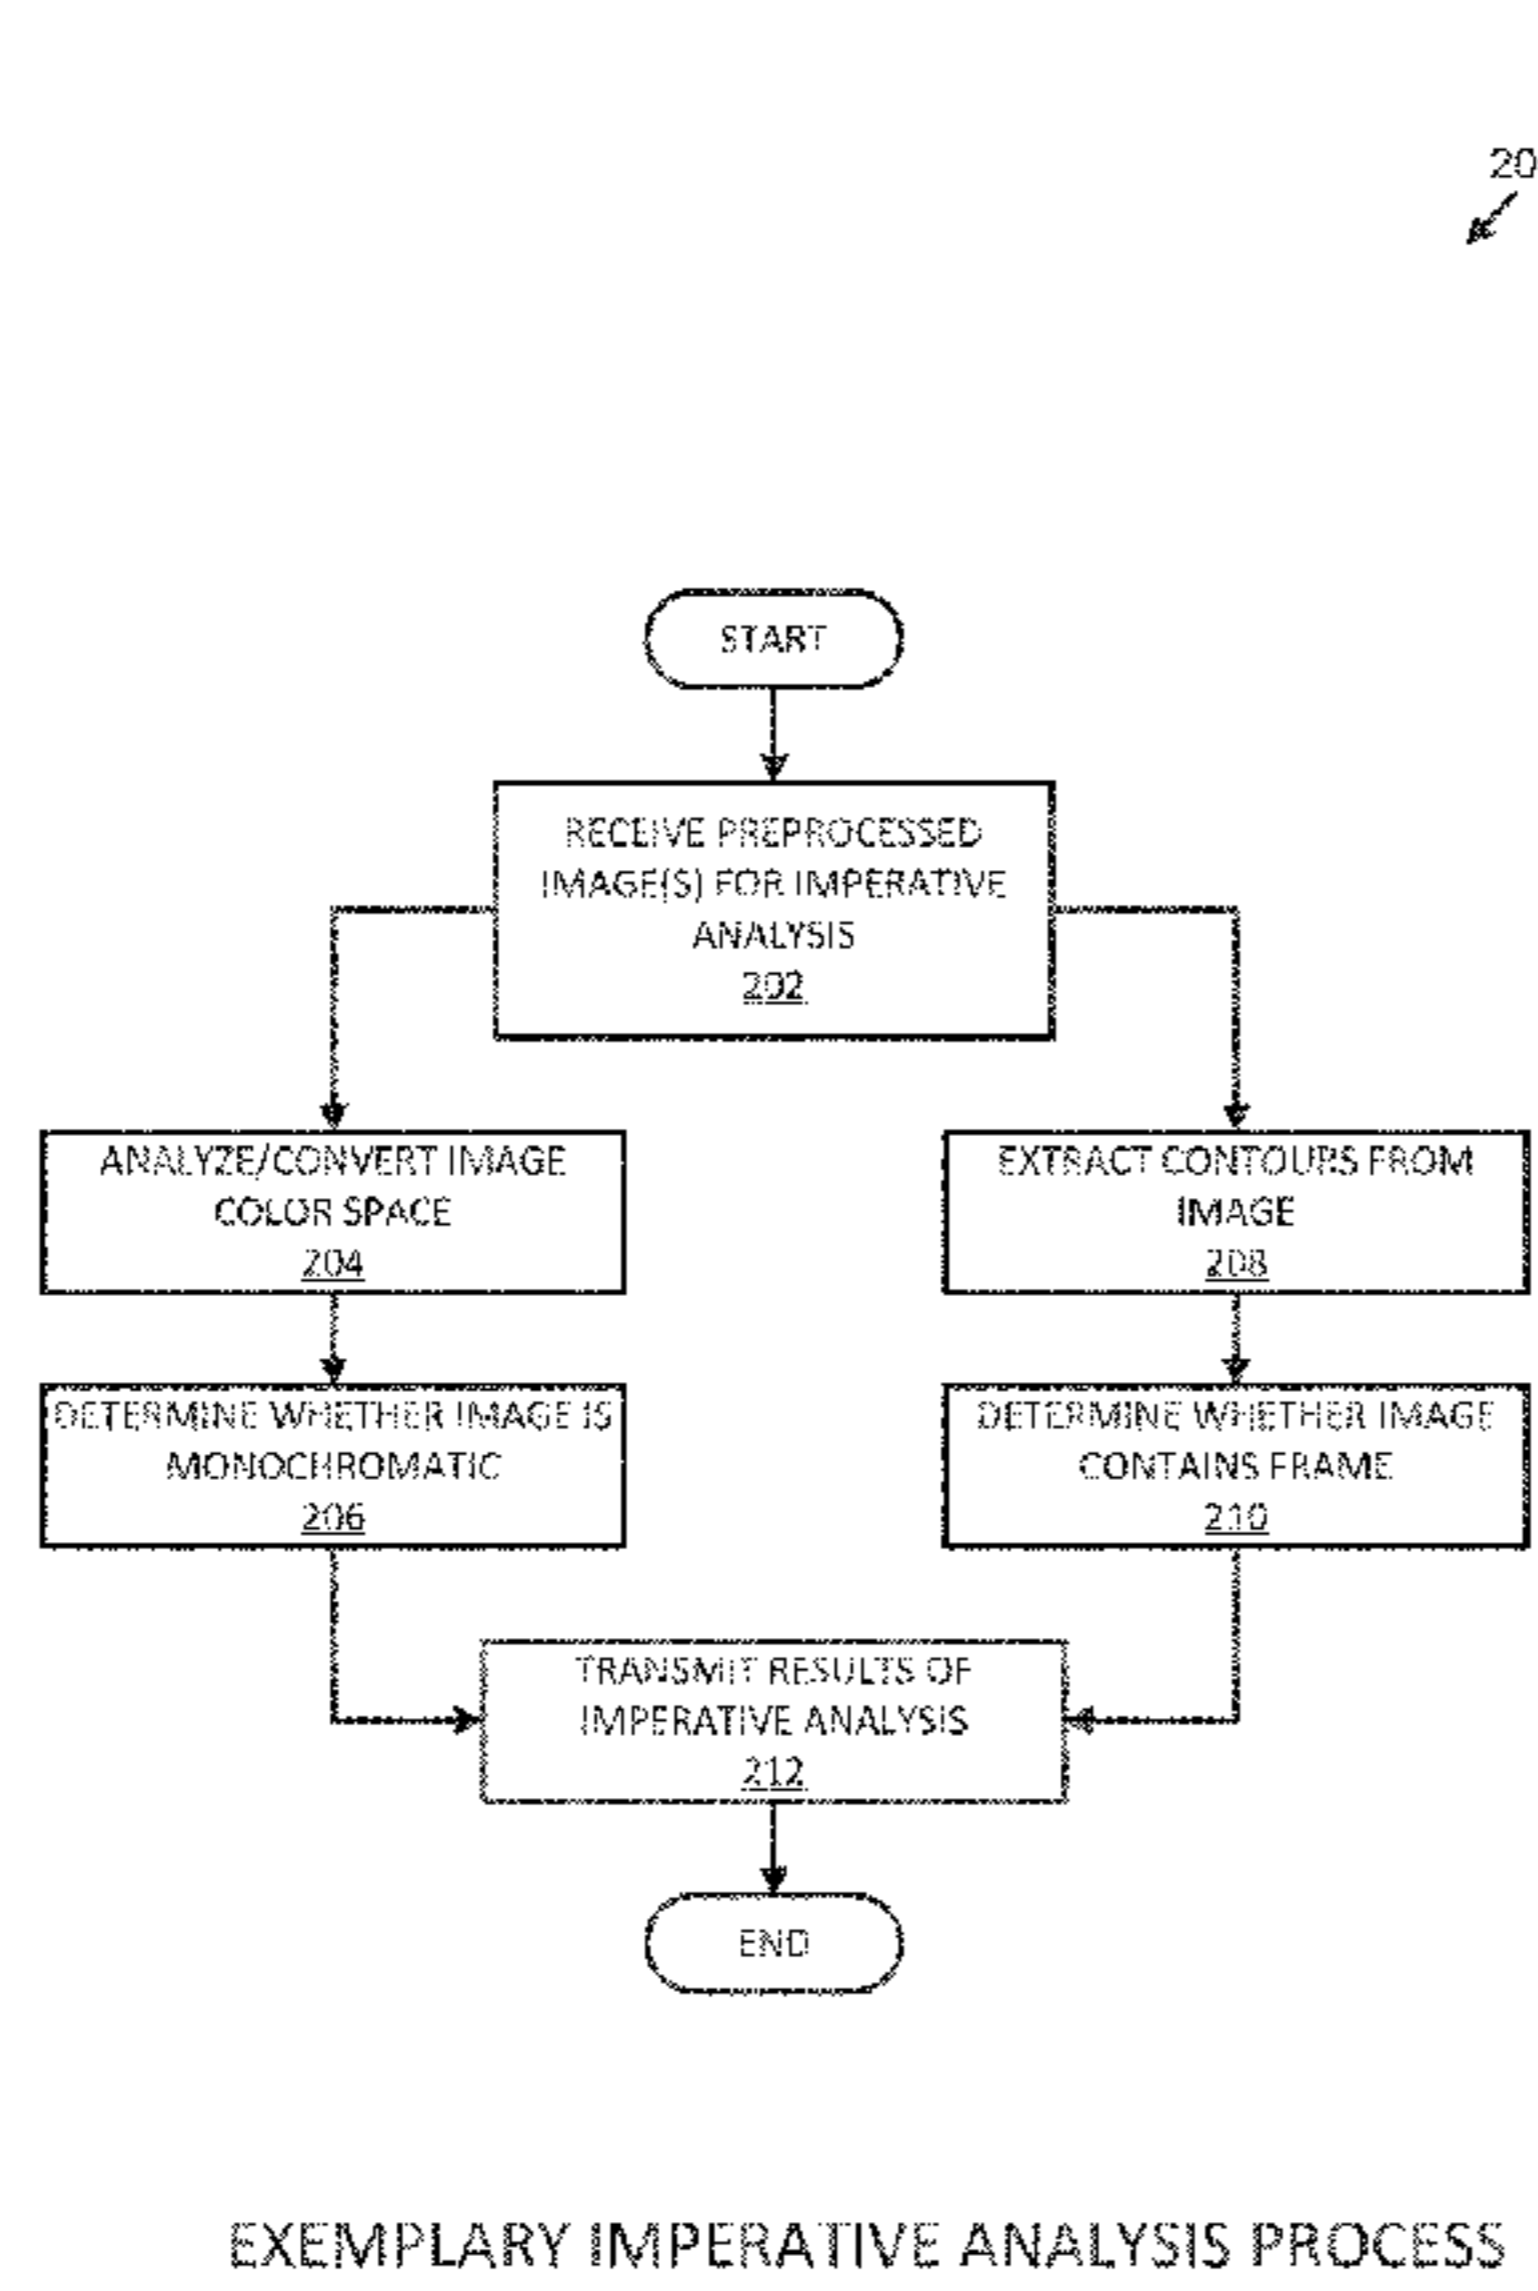 20
START
RECEIVE PREPROCESSED
IMAGE(S) FOR IMPERATIVE
ANALYSIS
202
ANALYZE/CONVERT IMAGE
COLOR SPACE
204
EXTRACT CONTOURS FROM
IMAGE
208
DETERMINE WHETHER IMAGE IS
MONOCHROMATIC
206
DETERMINE WHETHER IMAGE
CONTAINS FRAME
210
TRANSMIT RESULTS OF
IMPERATIVE ANALYSIS
212
END
EXEMPLARY IMPERATIVE ANALYSIS PROCESS